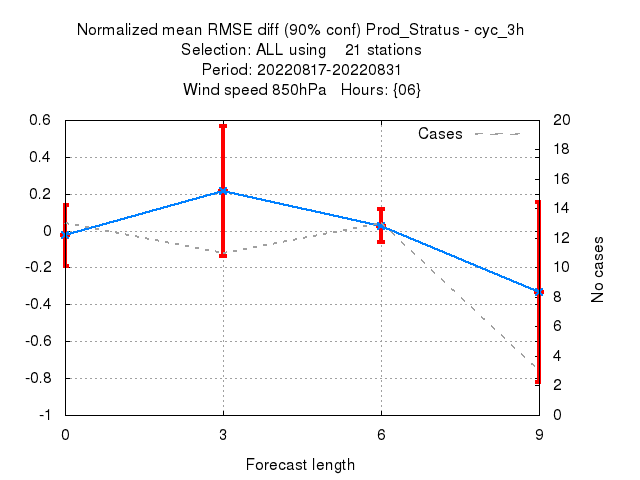 Normalized mean RMSE diff (90% conf) Prod_Stratus - cyc_3h
Selection: ALL using 21 stations
Period: 20220817-20220831
Wind speed 850hPa Hours: {06}
Cases
0.6
0.4
0.2
0
-0.2
-0.4
-0.6
-0.8
-1
20
18
16
14
12
10
8
6
4
2
0
No cases
0 3 6 9
Forecast length